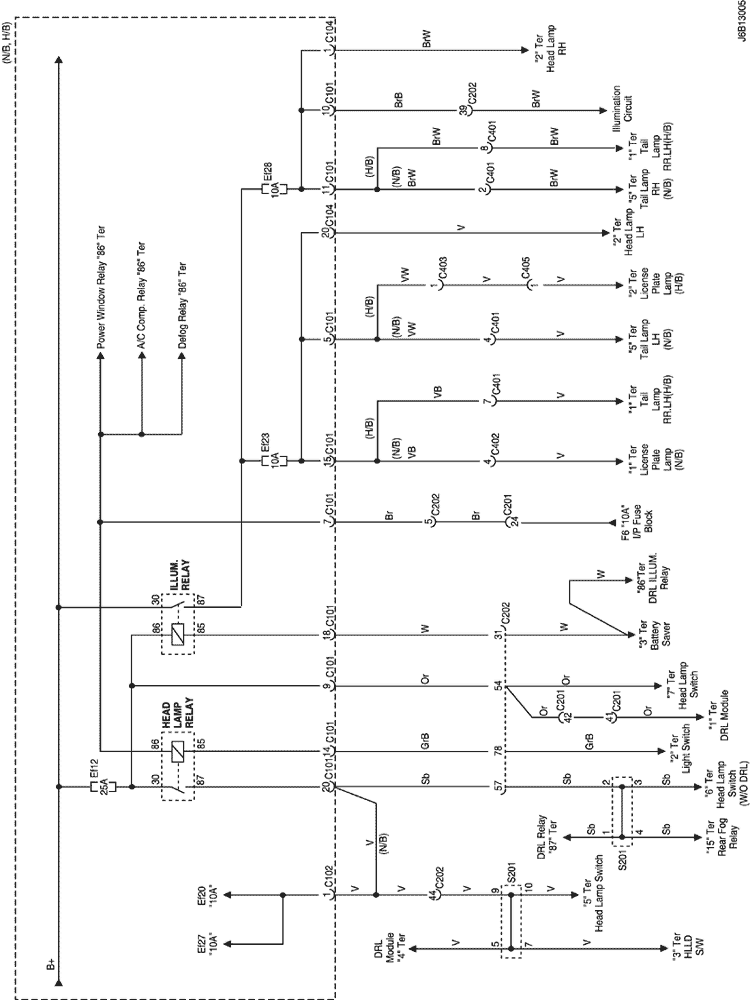 J8B13005
(N/B, H/B)
1
C104
BrW
"2" Ter
Head Lamp
RH
10
C101
BrB
39
C202
BrW
Illumination
Circuit
Ef28
10A
11
C101
(H/B)
BrW
8
C401
BrW
"1" Ter
Tail
Lamp
RR.LH(H/B)
(N/B)
BrW
2
C401
BrW
"5" Ter
Tail Lamp
RH
(N/B)
20
C104
V
"2" Ter
Head Lamp
LH
Power Window Relay "86" Ter
A/C Comp. Relay "86" Ter
Defog Relay "86" Ter
5
C101
(H/B)
VW
1
C403
V
1
C405
V
"2" Ter
License
Plate
Lamp
(H/B)
(N/B)
VW
4
C401
V
"5" Ter
Tail Lamp
LH
(N/B)
Ef23
10A
15
C101
(H/B)
VB
7
C401
V
"1" Ter
Tail
Lamp
RR.LH(H/B)
(N/B)
VB
4
C402
V
"1" Ter
License
Plate
Lamp
(N/B)
7
C101
Br
5
C202
Br
24
C201
F6 "10A"
I/P Fuse
Block
ILLUM.
RELAY
30
87
86
85
18
C101
W
31
C202
W
W
"86" Ter
DRL ILLUM.
Relay
"3" Ter
Battery
Saver
9
C101
Or
54
Or
"7" Ter
Head Lamp
Switch
Or
42
C201
41
C201
Or
"1" Ter
DRL Module
HEAD
LAMP
RELAY
86
85
30
87
14
C101
GrB
78
GrB
"2" Ter
Light Switch
Ef12
25A
20
C101
Sb
57
Sb
2
3
Sb
"6" Ter
Head Lamp
Switch
(W/O DRL)
DRL Relay
"87" Ter
Sb
1
4
S201
Sb
"15" Ter
Rear Fog
Relay
V
(N/B)
Ef20
"10A"
1
C102
V
V
44
C202
V
9
S201
10
V
"5" Ter
Head Lamp Switch
Ef27
"10A"
DRL
Module
"4" Ter
V
5
7
V
"3" Ter
HLLD
S/W
B+